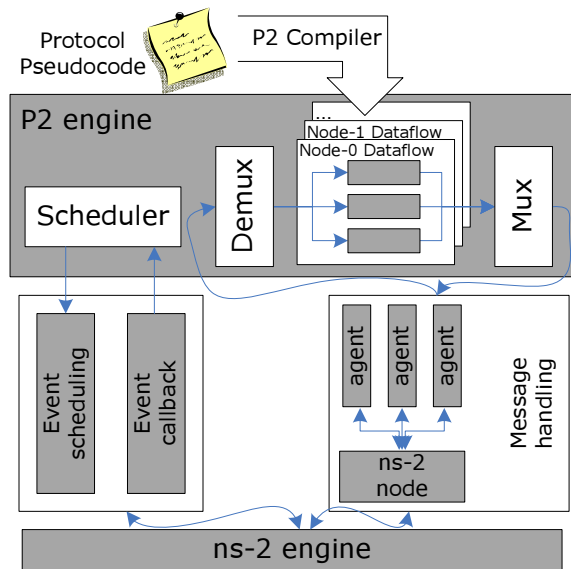 Protocol
Pseudocode
P2 Compiler
P2 engine
...
Node-1 Dataflow
Node-0 Dataflow
Scheduler
Demux
Mux
Event
scheduling
Event
callback
agent
agent
agent
Message
handling
ns-2
node
ns-2 engine